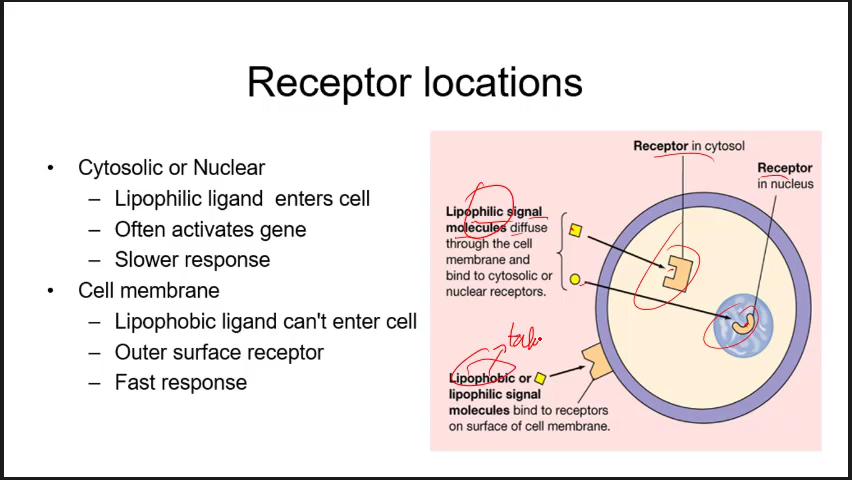 Receptor locations
• Cytosolic or Nuclear
– Lipophilic ligand enters cell
– Often activates gene
– Slower response
• Cell membrane
– Lipophobic ligand can't enter cell
– Outer surface receptor
– Fast response
Receptor in cytosol
Receptor
in nucleus
Lipophilic signal
molecules diffuse
through the cell
membrane and
bind to cytosolic or
nuclear receptors.
Lipophobic or
lipophilic signal
molecules bind to receptors
on surface of cell membrane.